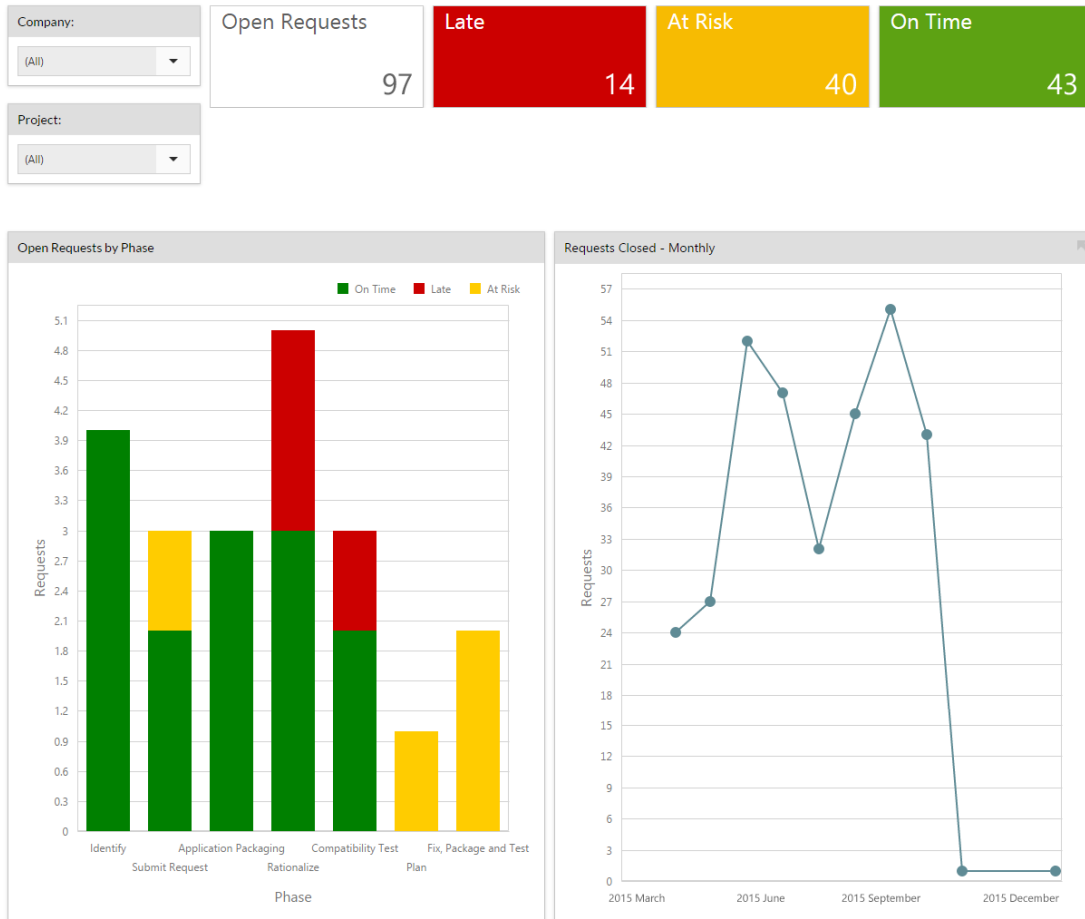 Company:
(All)
Project:
(All)
Open Requests
97
Late
14
At Risk
40
On Time
43
Open Requests by Phase
On Time Late At Risk
5.1
4.8
4.5
4.2
3.9
3.6
3.3
3
2.7
2.4
2.1
1.8
1.5
1.2
0.9
0.6
0.3
0
Requests
Identify Application Packaging Compatibility Test Fix, Package and Test
Submit Request Rationalize Plan
Phase
Requests Closed - Monthly
57
54
51
48
45
42
39
36
33
30
27
24
21
18
15
12
9
6
3
0
Requests
2015 March 2015 June 2015 September 2015 December